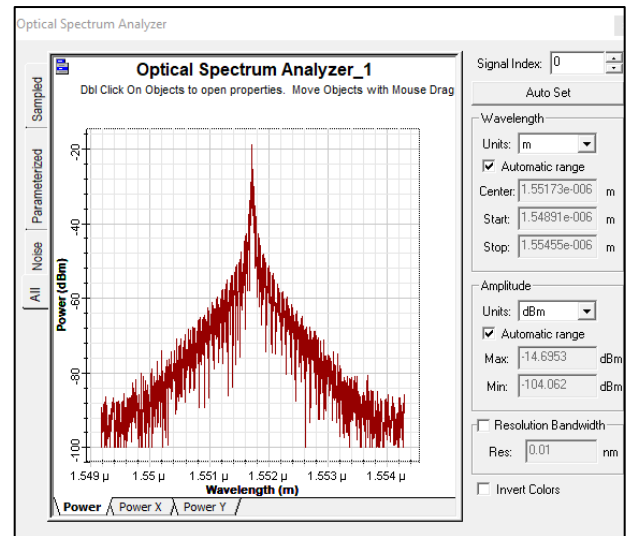 Optical Spectrum Analyzer
Optical Spectrum Analyzer_1
Dbl Click On Objects to open properties. Move Objects with Mouse Drag
Sampled
Parameterized
Noise
All
Power (dBm)
-20
-40
-60
-80
-100
1.549 µ 1.55 µ 1.551 µ 1.552 µ 1.553 µ 1.554 µ
Wavelength (m)
Power Power X Power Y
Signal Index: 0
Auto Set
Wavelength
Units: m
Automatic range
Center: 1.55173e-006 m
Start: 1.54891e-006 m
Stop: 1.55455e-006 m
Amplitude
Units: dBm
Automatic range
Max: -14.6953 dBm
Min: -104.062 dBm
Resolution Bandwidth
Res: 0.01 nm
Invert Colors